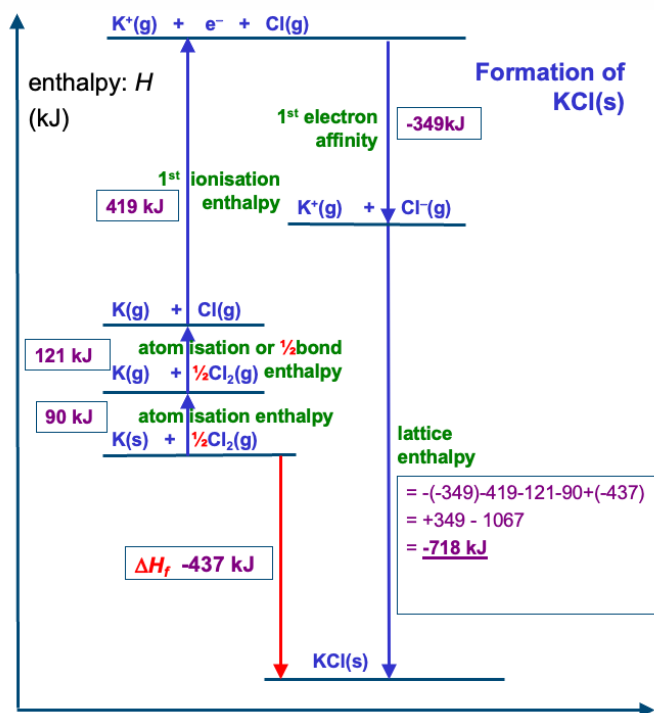 K⁺(g) + e⁻ + Cl(g)
enthalpy: H
(kJ)
Formation of
KCl(s)
1st electron
affinity
-349kJ
1st ionisation
enthalpy
419 kJ
K⁺(g) + Cl⁻(g)
K(g) + Cl(g)
121 kJ
atomisation or ½bond
enthalpy
K(g) + ½Cl₂(g)
90 kJ
atomisation enthalpy
K(s) + ½Cl₂(g)
lattice
enthalpy
= -(-349)-419-121-90+(-437)
= +349 - 1067
= -718 kJ
ΔHf -437 kJ
KCl(s)